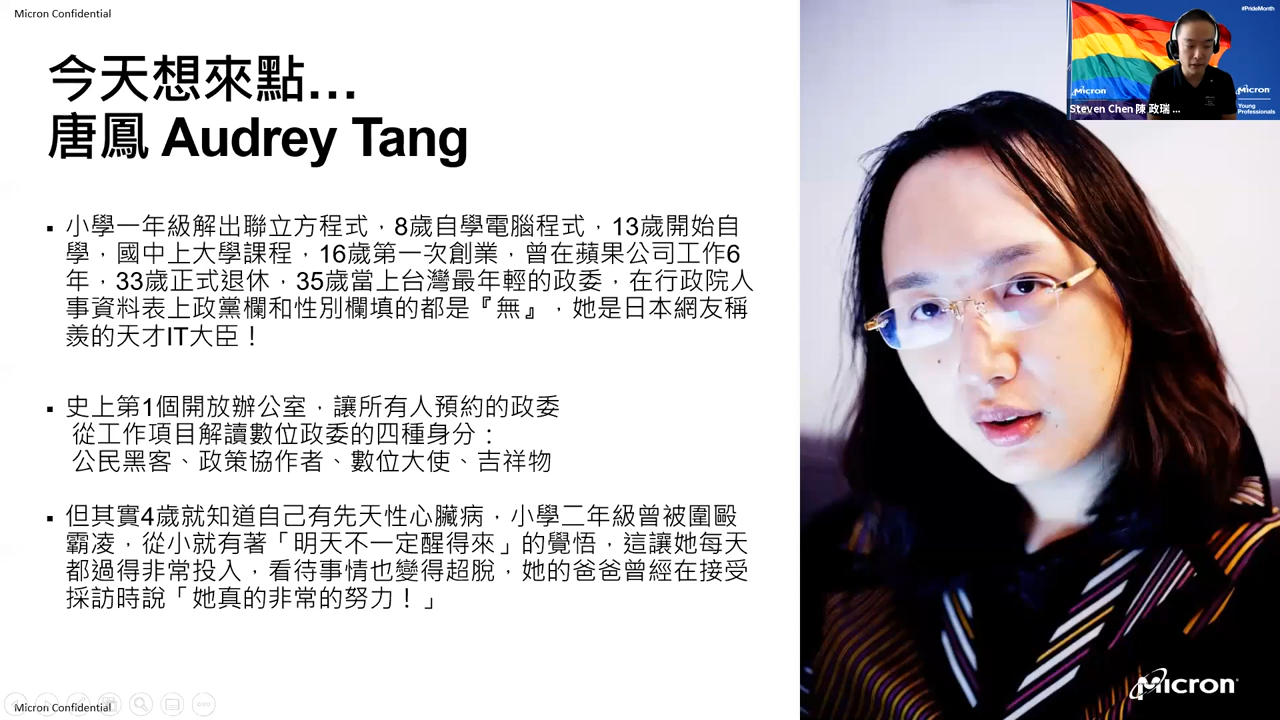 Micron Confidential
今天想來點…
唐鳳 Audrey Tang
▪ 小學一年級解出聯立方程式，8歲自學電腦程式，13歲開始自
學，國中上大學課程，16歲第一次創業，曾在蘋果公司工作6
年，33歲正式退休，35歲當上台灣最年輕的政委，在行政院人
事資料表上政黨欄和性別欄填的都是『無』，她是日本網友稱
羨的天才IT大臣！
▪ 史上第1個開放辦公室，讓所有人預約的政委
從工作項目解讀數位政委的四種身分：
公民黑客、政策協作者、數位大使、吉祥物
▪ 但其實4歲就知道自己有先天性心臟病，小學二年級曾被圍毆
霸凌，從小就有著「明天不一定醒得來」的覺悟，這讓她每天
都過得非常投入，看待事情也變得超脫，她的爸爸曾經在接受
採訪時說「她真的非常的努力！」
Micron Confidential
#PrideMonth
Micron
Micron
Young
Professionals
Steven Chen 陳 政瑞 ...
Micron